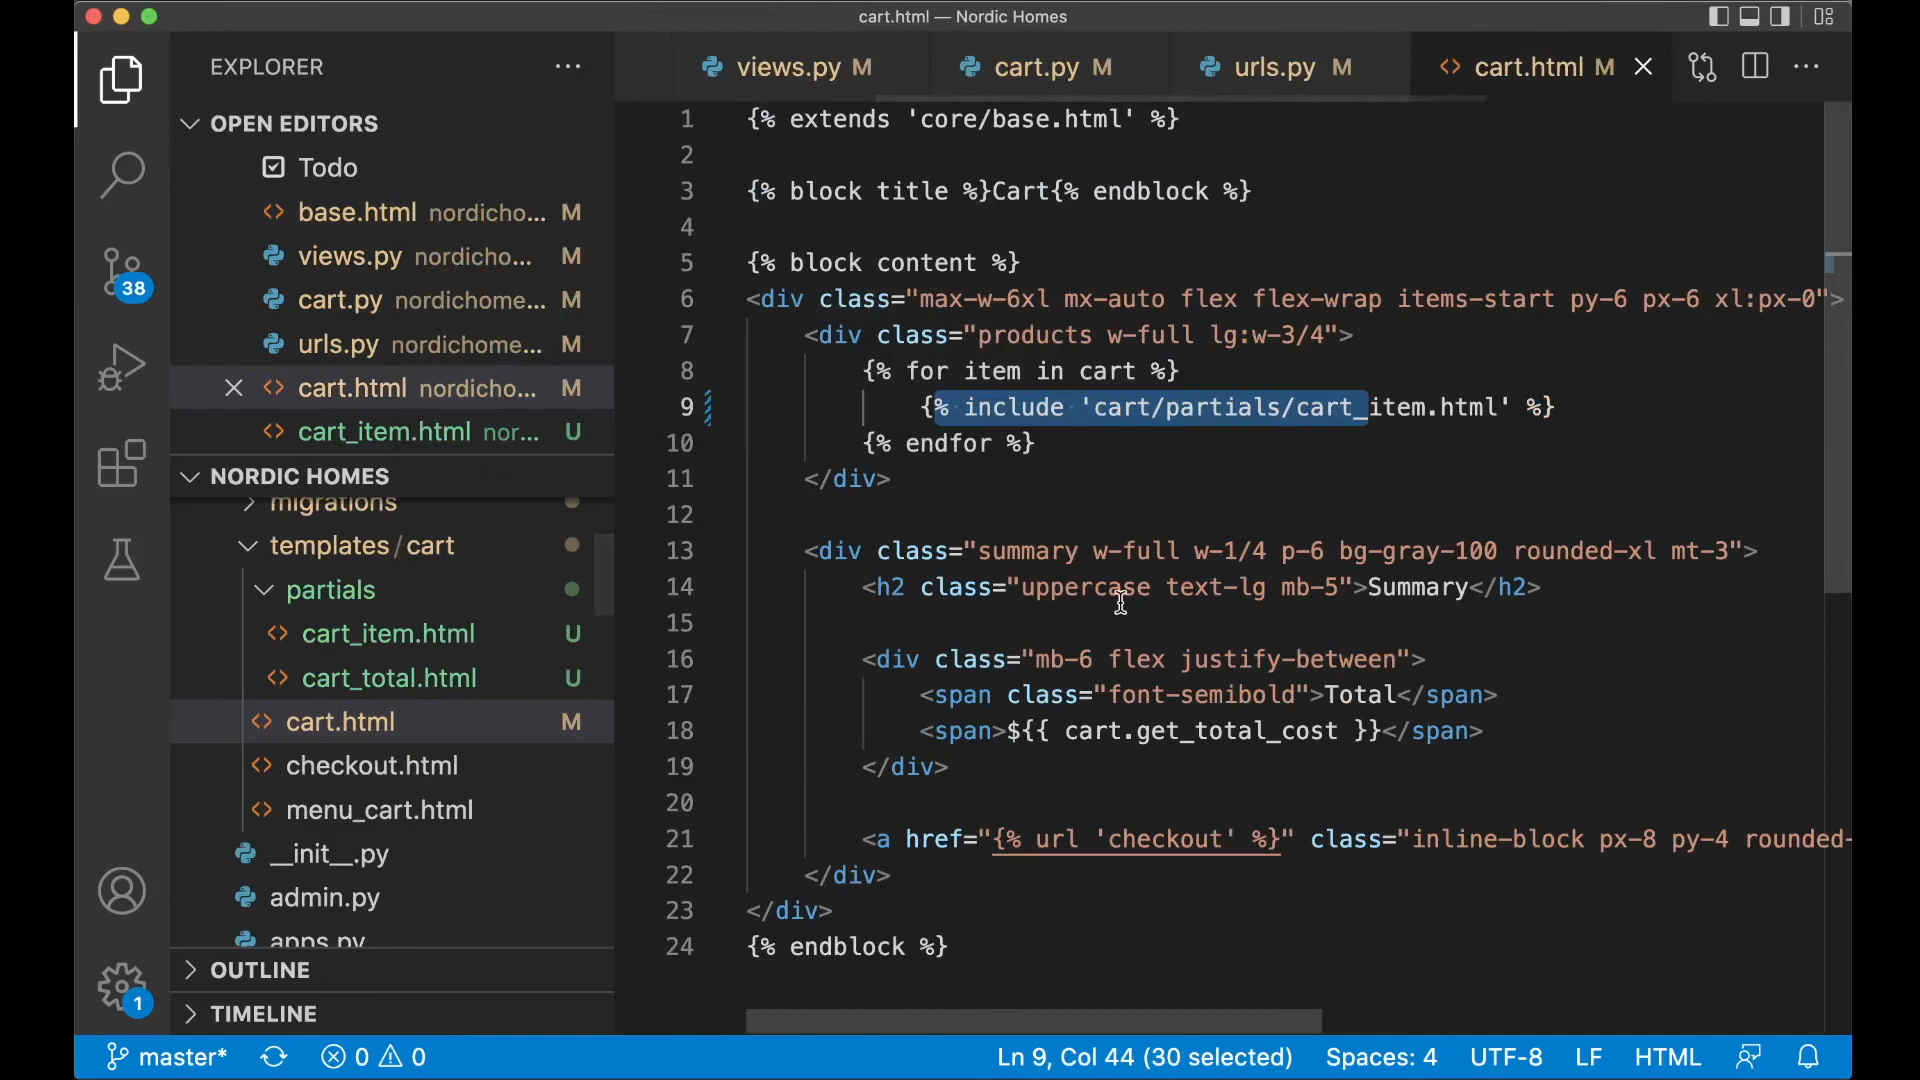 cart.html — Nordic Homes
EXPLORER
OPEN EDITORS
Todo
base.html nordicho... M
views.py nordicho... M
cart.py nordichome... M
urls.py nordichome... M
cart.html nordicho... M
cart_item.html nor... U
NORDIC HOMES
migrations
templates/cart
partials
cart_item.html U
cart_total.html U
cart.html M
checkout.html
menu_cart.html
__init__.py
admin.py
apps.py
OUTLINE
TIMELINE
38
1
views.py M
cart.py M
urls.py M
cart.html M
1 {% extends 'core/base.html' %}
2
3 {% block title %}Cart{% endblock %}
4
5 {% block content %}
6 <div class="max-w-6xl mx-auto flex flex-wrap items-start py-6 px-6 xl:px-0">
7 <div class="products w-full lg:w-3/4">
8 {% for item in cart %}
9 {% include 'cart/partials/cart_item.html' %}
10 {% endfor %}
11 </div>
12
13 <div class="summary w-full w-1/4 p-6 bg-gray-100 rounded-xl mt-3">
14 <h2 class="uppercase text-lg mb-5">Summary</h2>
15
16 <div class="mb-6 flex justify-between">
17 <span class="font-semibold">Total</span>
18 <span>${{ cart.get_total_cost }}</span>
19 </div>
20
21 <a href="{% url 'checkout' %}" class="inline-block px-8 py-4 rounded-
22 </div>
23 </div>
24 {% endblock %}
master* 0 0 Ln 9, Col 44 (30 selected) Spaces: 4 UTF-8 LF HTML